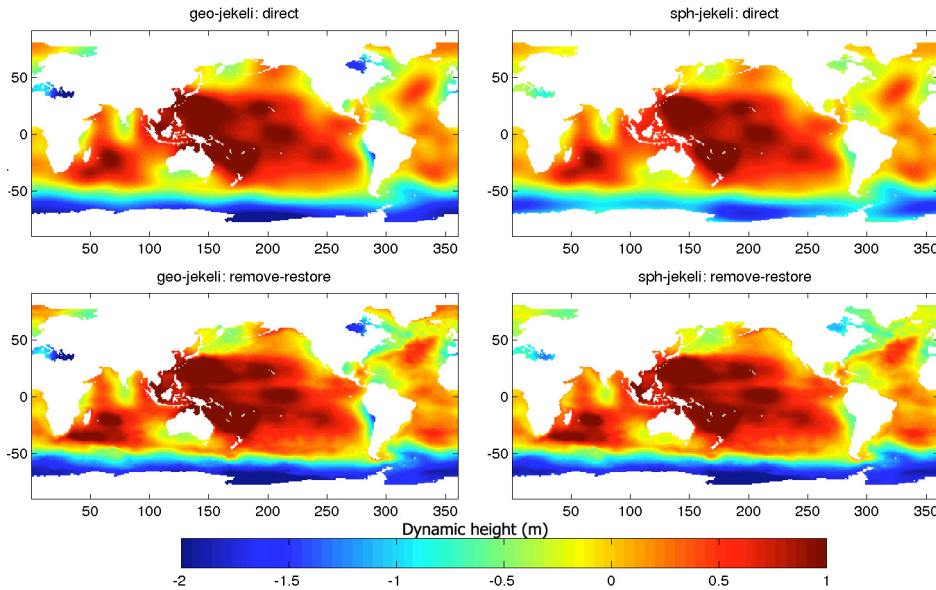 geo-jekeli: direct
sph-jekeli: direct
50
0
-50
50 100 150 200 250 300 350
50
0
-50
50 100 150 200 250 300 350
geo-jekeli: remove-restore
sph-jekeli: remove-restore
50
0
-50
50 100 150 200 250 300 350
50
0
-50
50 100 150 200 250 300 350
Dynamic height (m)
-2 -1.5 -1 -0.5 0 0.5 1